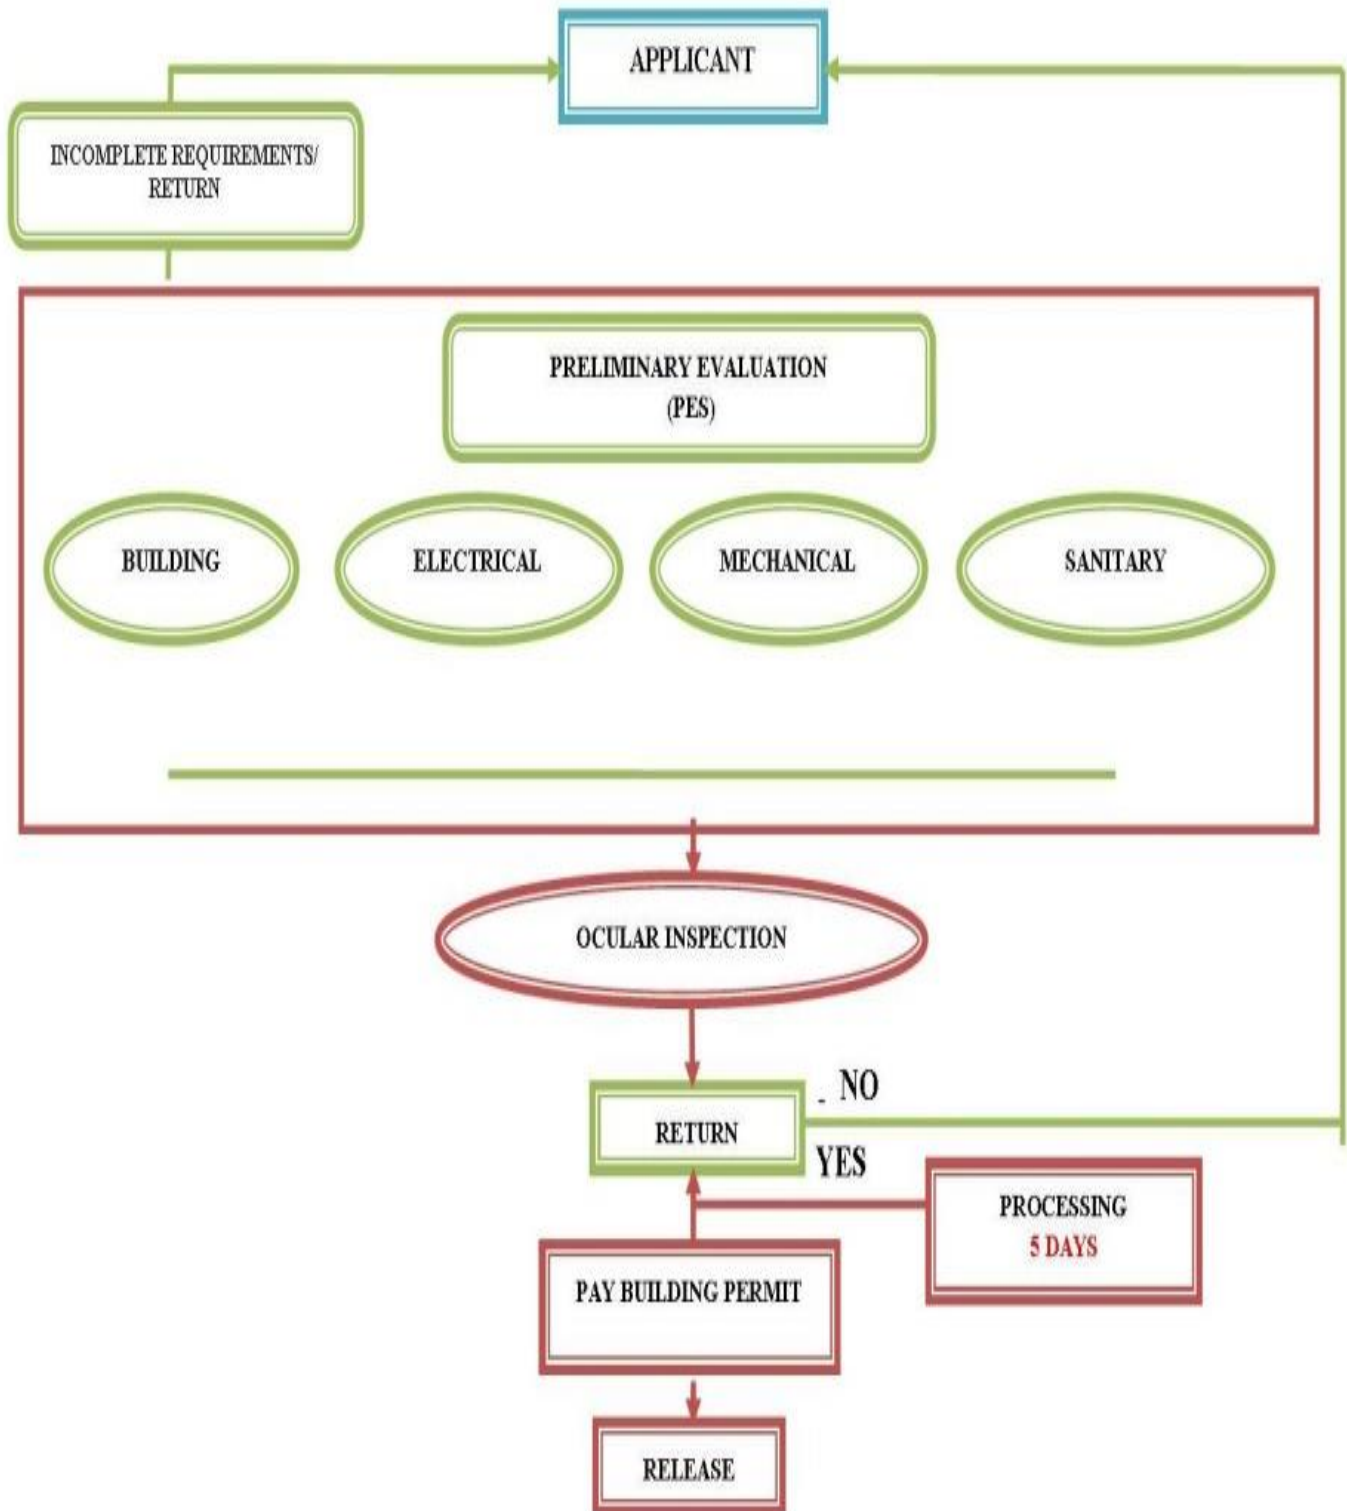 APPLICANT
INCOMPLETE REQUIREMENTS/
RETURN
PRELIMINARY EVALUATION
(PES)
BUILDING
ELECTRICAL
MECHANICAL
SANITARY
OCULAR INSPECTION
- NO
RETURN
YES
PROCESSING
5 DAYS
PAY BUILDING PERMIT
RELEASE